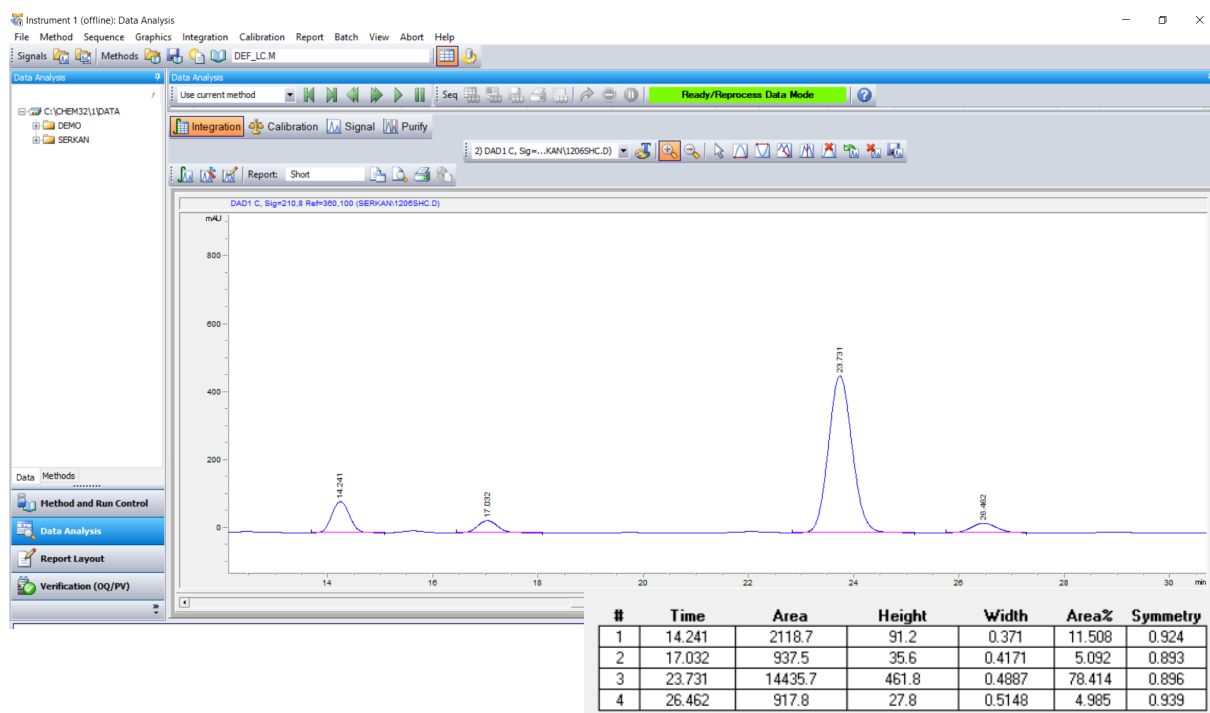 Instrument 1 (offline): Data Analysis
File Method Sequence Graphics Integration Calibration Report Batch View Abort Help
Signals Methods DEF_LC.M
Data Analysis
Data Analysis
Use current method Seq Ready/Reprocess Data Mode
C:\CHEM32\1\DATA
DEMO
SERKAN
Integration Calibration Signal Purify
2) DAD1 C, Sig=...KAN\1206SHC.D)
Report: Short
DAD1 C, Sig=210,8 Ref=360,100 (SERKAN\1206SHC.D)
mAU
800
600
400
200
0
14.241
17.032
23.731
26.462
14 16 18 20 22 24 26 28 30 min
Data Methods
Method and Run Control
Data Analysis
Report Layout
Verification (OQ/PV)
# Time Area Height Width Area% Symmetry
1 14.241 2118.7 91.2 0.371 11.508 0.924
2 17.032 937.5 35.6 0.4171 5.092 0.893
3 23.731 14435.7 461.8 0.4887 78.414 0.896
4 26.462 917.8 27.8 0.5148 4.985 0.939